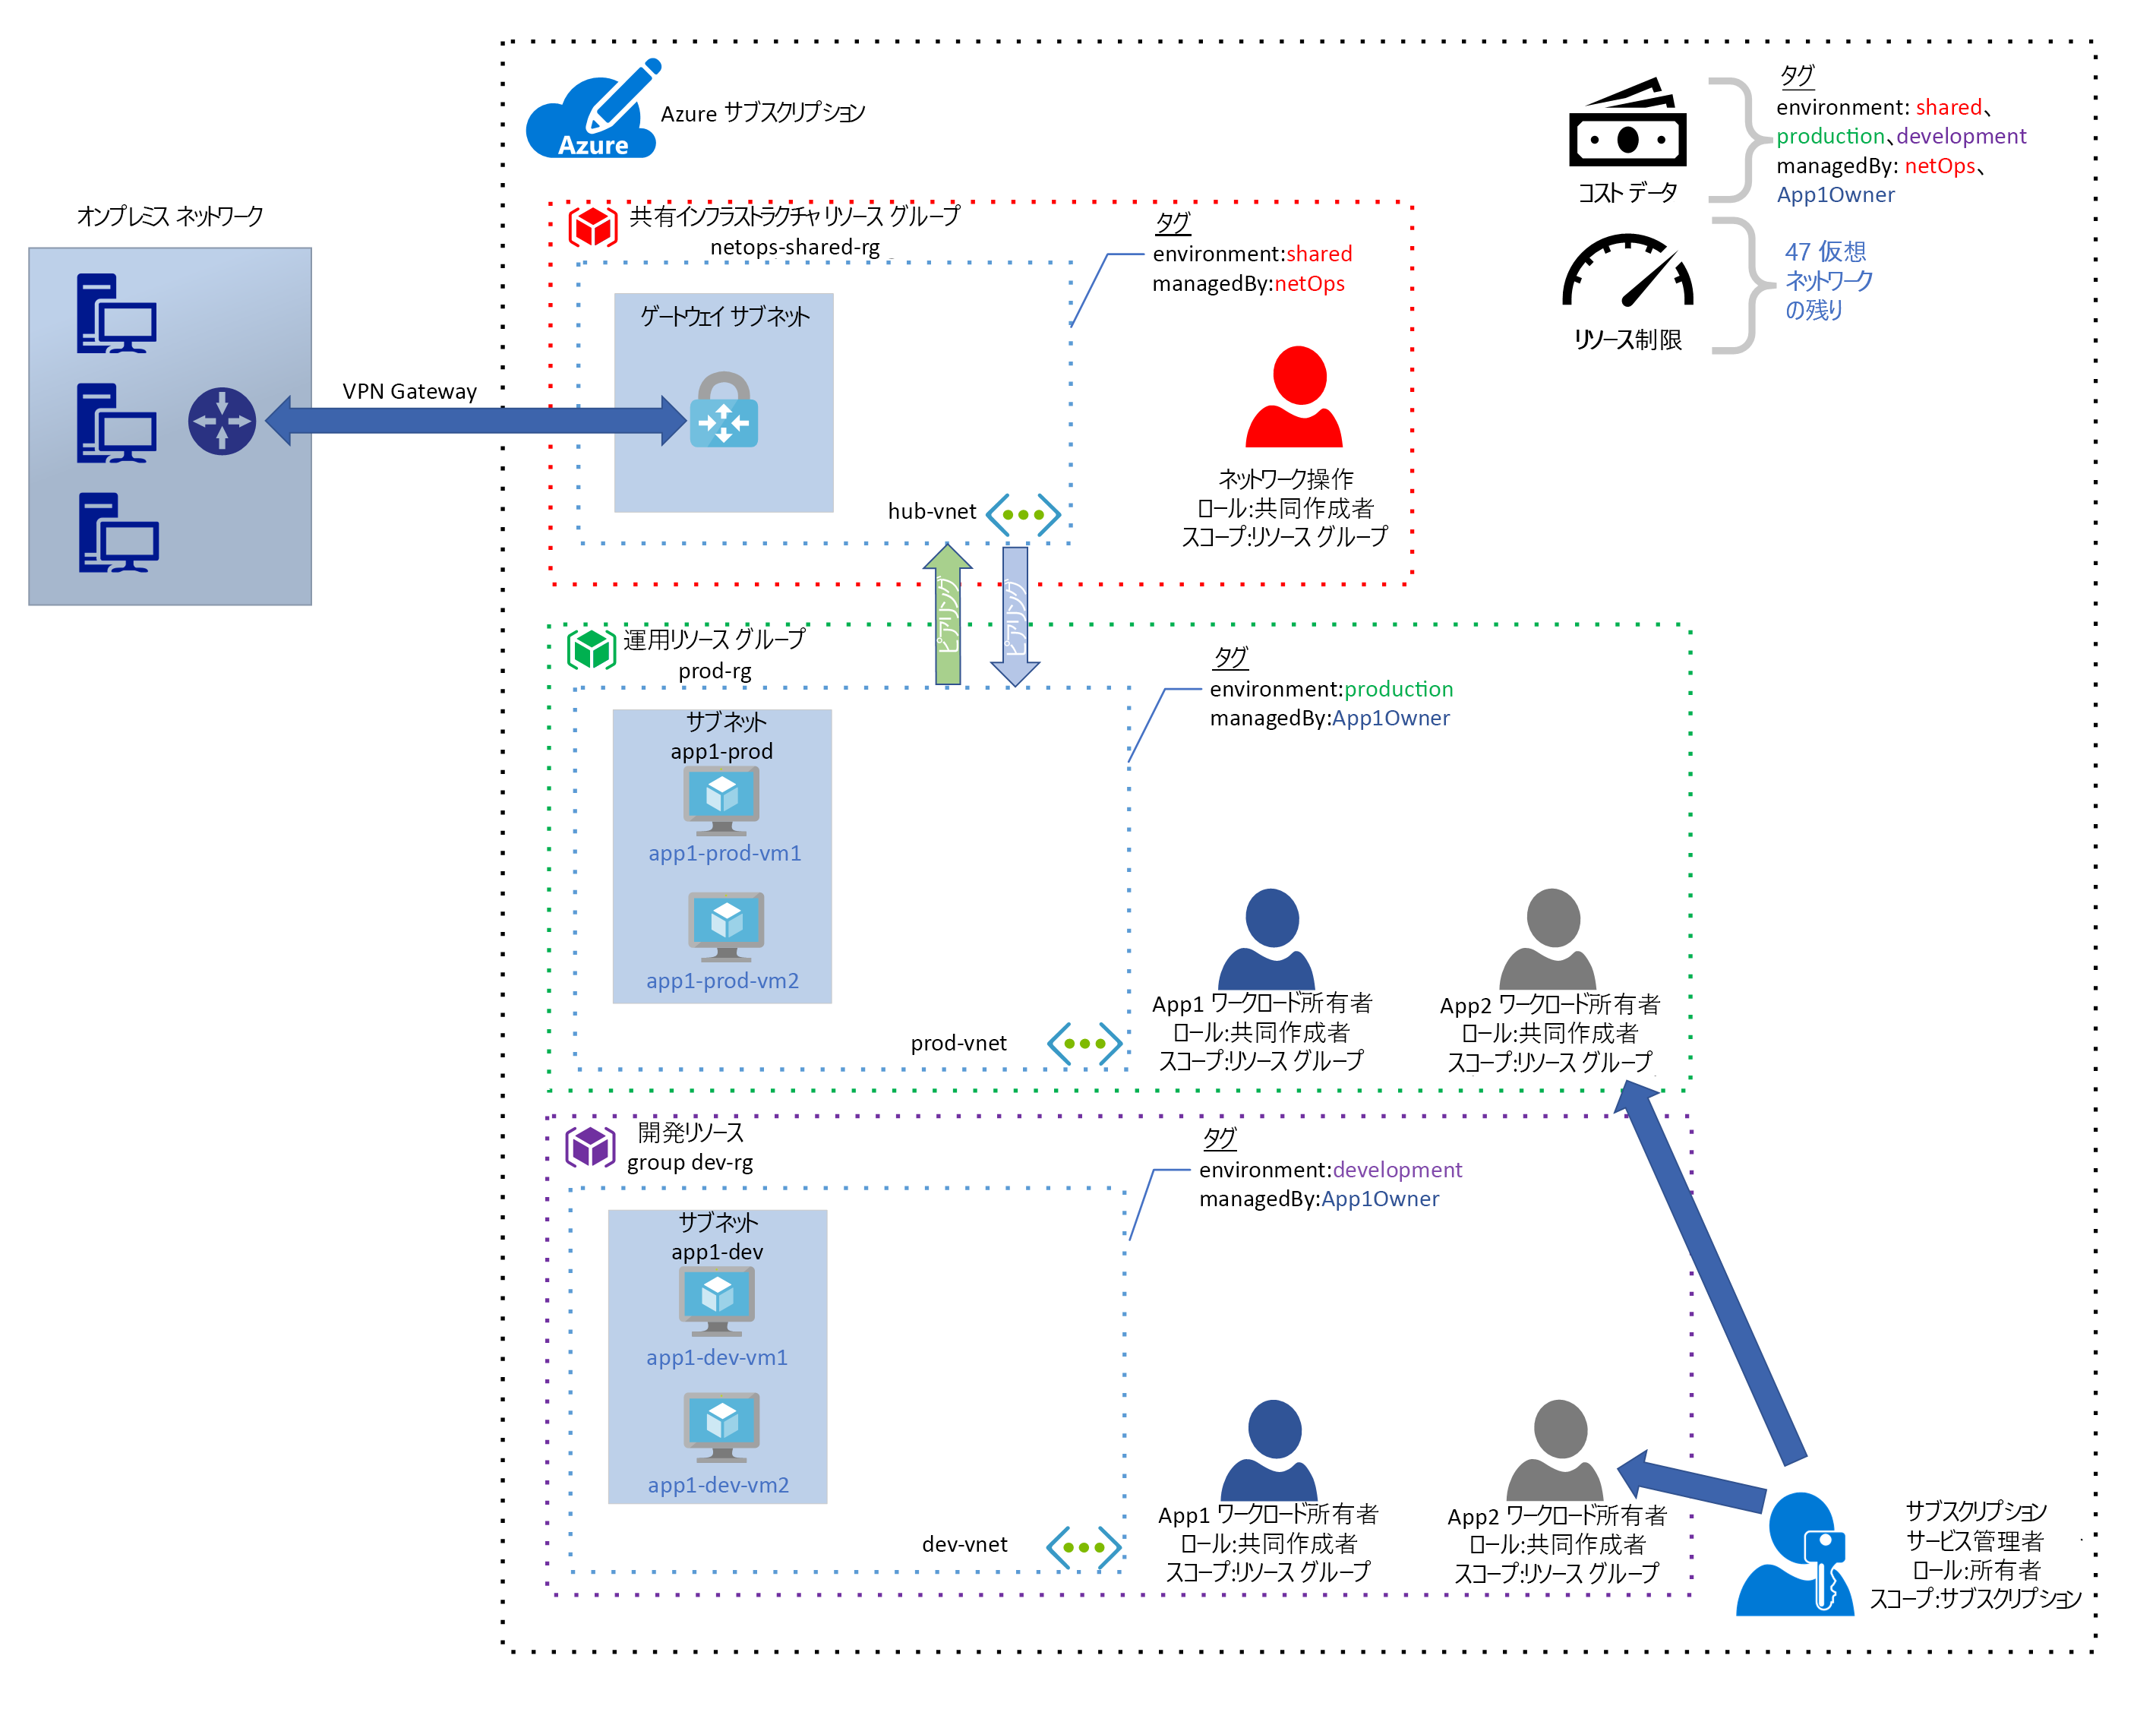 Azure
Azure サブスクリプション
コスト データ
タグ
environment: shared、
production、development
managedBy: netOps、
App1Owner
リソース制限
47 仮想
ネットワーク
の残り
オンプレミス ネットワーク
VPN Gateway
共有インフラストラクチャ リソース グループ
netops-shared-rg
ゲートウェイ サブネット
hub-vnet
タグ
environment:shared
managedBy:netOps
ネットワーク操作
ロール:共同作成者
スコープ:リソース グループ
ピアリング
ピアリング
運用リソース グループ
prod-rg
サブネット
app1-prod
app1-prod-vm1
app1-prod-vm2
prod-vnet
タグ
environment:production
managedBy:App1Owner
App1 ワークロード所有者
ロール:共同作成者
スコープ:リソース グループ
App2 ワークロード所有者
ロール:共同作成者
スコープ:リソース グループ
開発リソース
group dev-rg
サブネット
app1-dev
app1-dev-vm1
app1-dev-vm2
dev-vnet
タグ
environment:development
managedBy:App1Owner
App1 ワークロード所有者
ロール:共同作成者
スコープ:リソース グループ
App2 ワークロード所有者
ロール:共同作成者
スコープ:リソース グループ
サブスクリプション
サービス管理者
ロール:所有者
スコープ:サブスクリプション